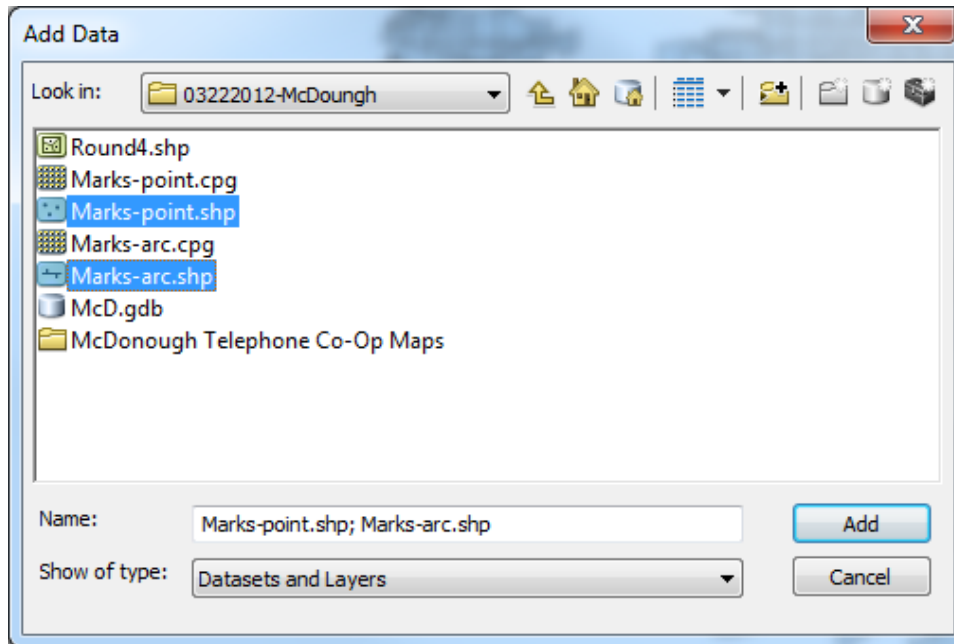 Add Data
Look in: 03222012-McDoungh
Round4.shp
Marks-point.cpg
Marks-point.shp
Marks-arc.cpg
Marks-arc.shp
McD.gdb
McDonough Telephone Co-Op Maps
Name: Marks-point.shp; Marks-arc.shp Add
Show of type: Datasets and Layers Cancel